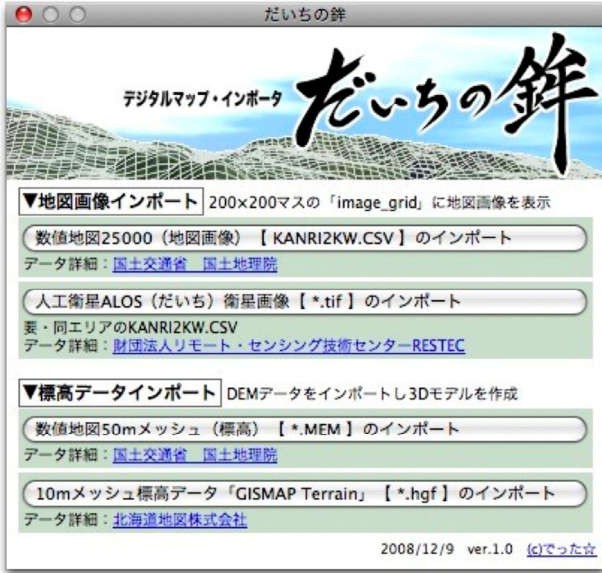 だいちの鉾
デジタルマップ・インポータ
だいちの鉾
▼地図画像インポート 200×200マスの「image_grid」に地図画像を表示
数値地図25000（地図画像）【 KANRI2KW.CSV 】のインポート
データ詳細：国土交通省　国土地理院
人工衛星ALOS（だいち）衛星画像【 *.tif 】のインポート
要・同エリアのKANRI2KW.CSV
データ詳細：財団法人リモート・センシング技術センターRESTEC
▼標高データインポート DEMデータをインポートし3Dモデルを作成
数値地図50mメッシュ（標高）【 *.MEM 】のインポート
データ詳細：国土交通省　国土地理院
10mメッシュ標高データ「GISMAP Terrain」【 *.hgf 】のインポート
データ詳細：北海道地図株式会社
2008/12/9 ver.1.0 (c)でった☆